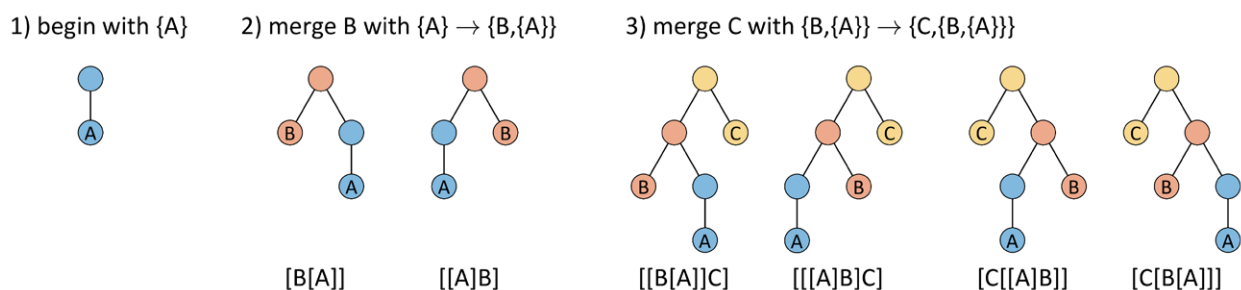 1) begin with {A}
2) merge B with {A} → {B,{A}}
3) merge C with {B,{A}} → {C,{B,{A}}}
A
B
A
B
A
B
A
C
B
A
C
C
B
A
C
B
A
[B[A]]
[[A]B]
[[B[A]]C]
[[[A]B]C]
[C[[A]B]]
[C[B[A]]]